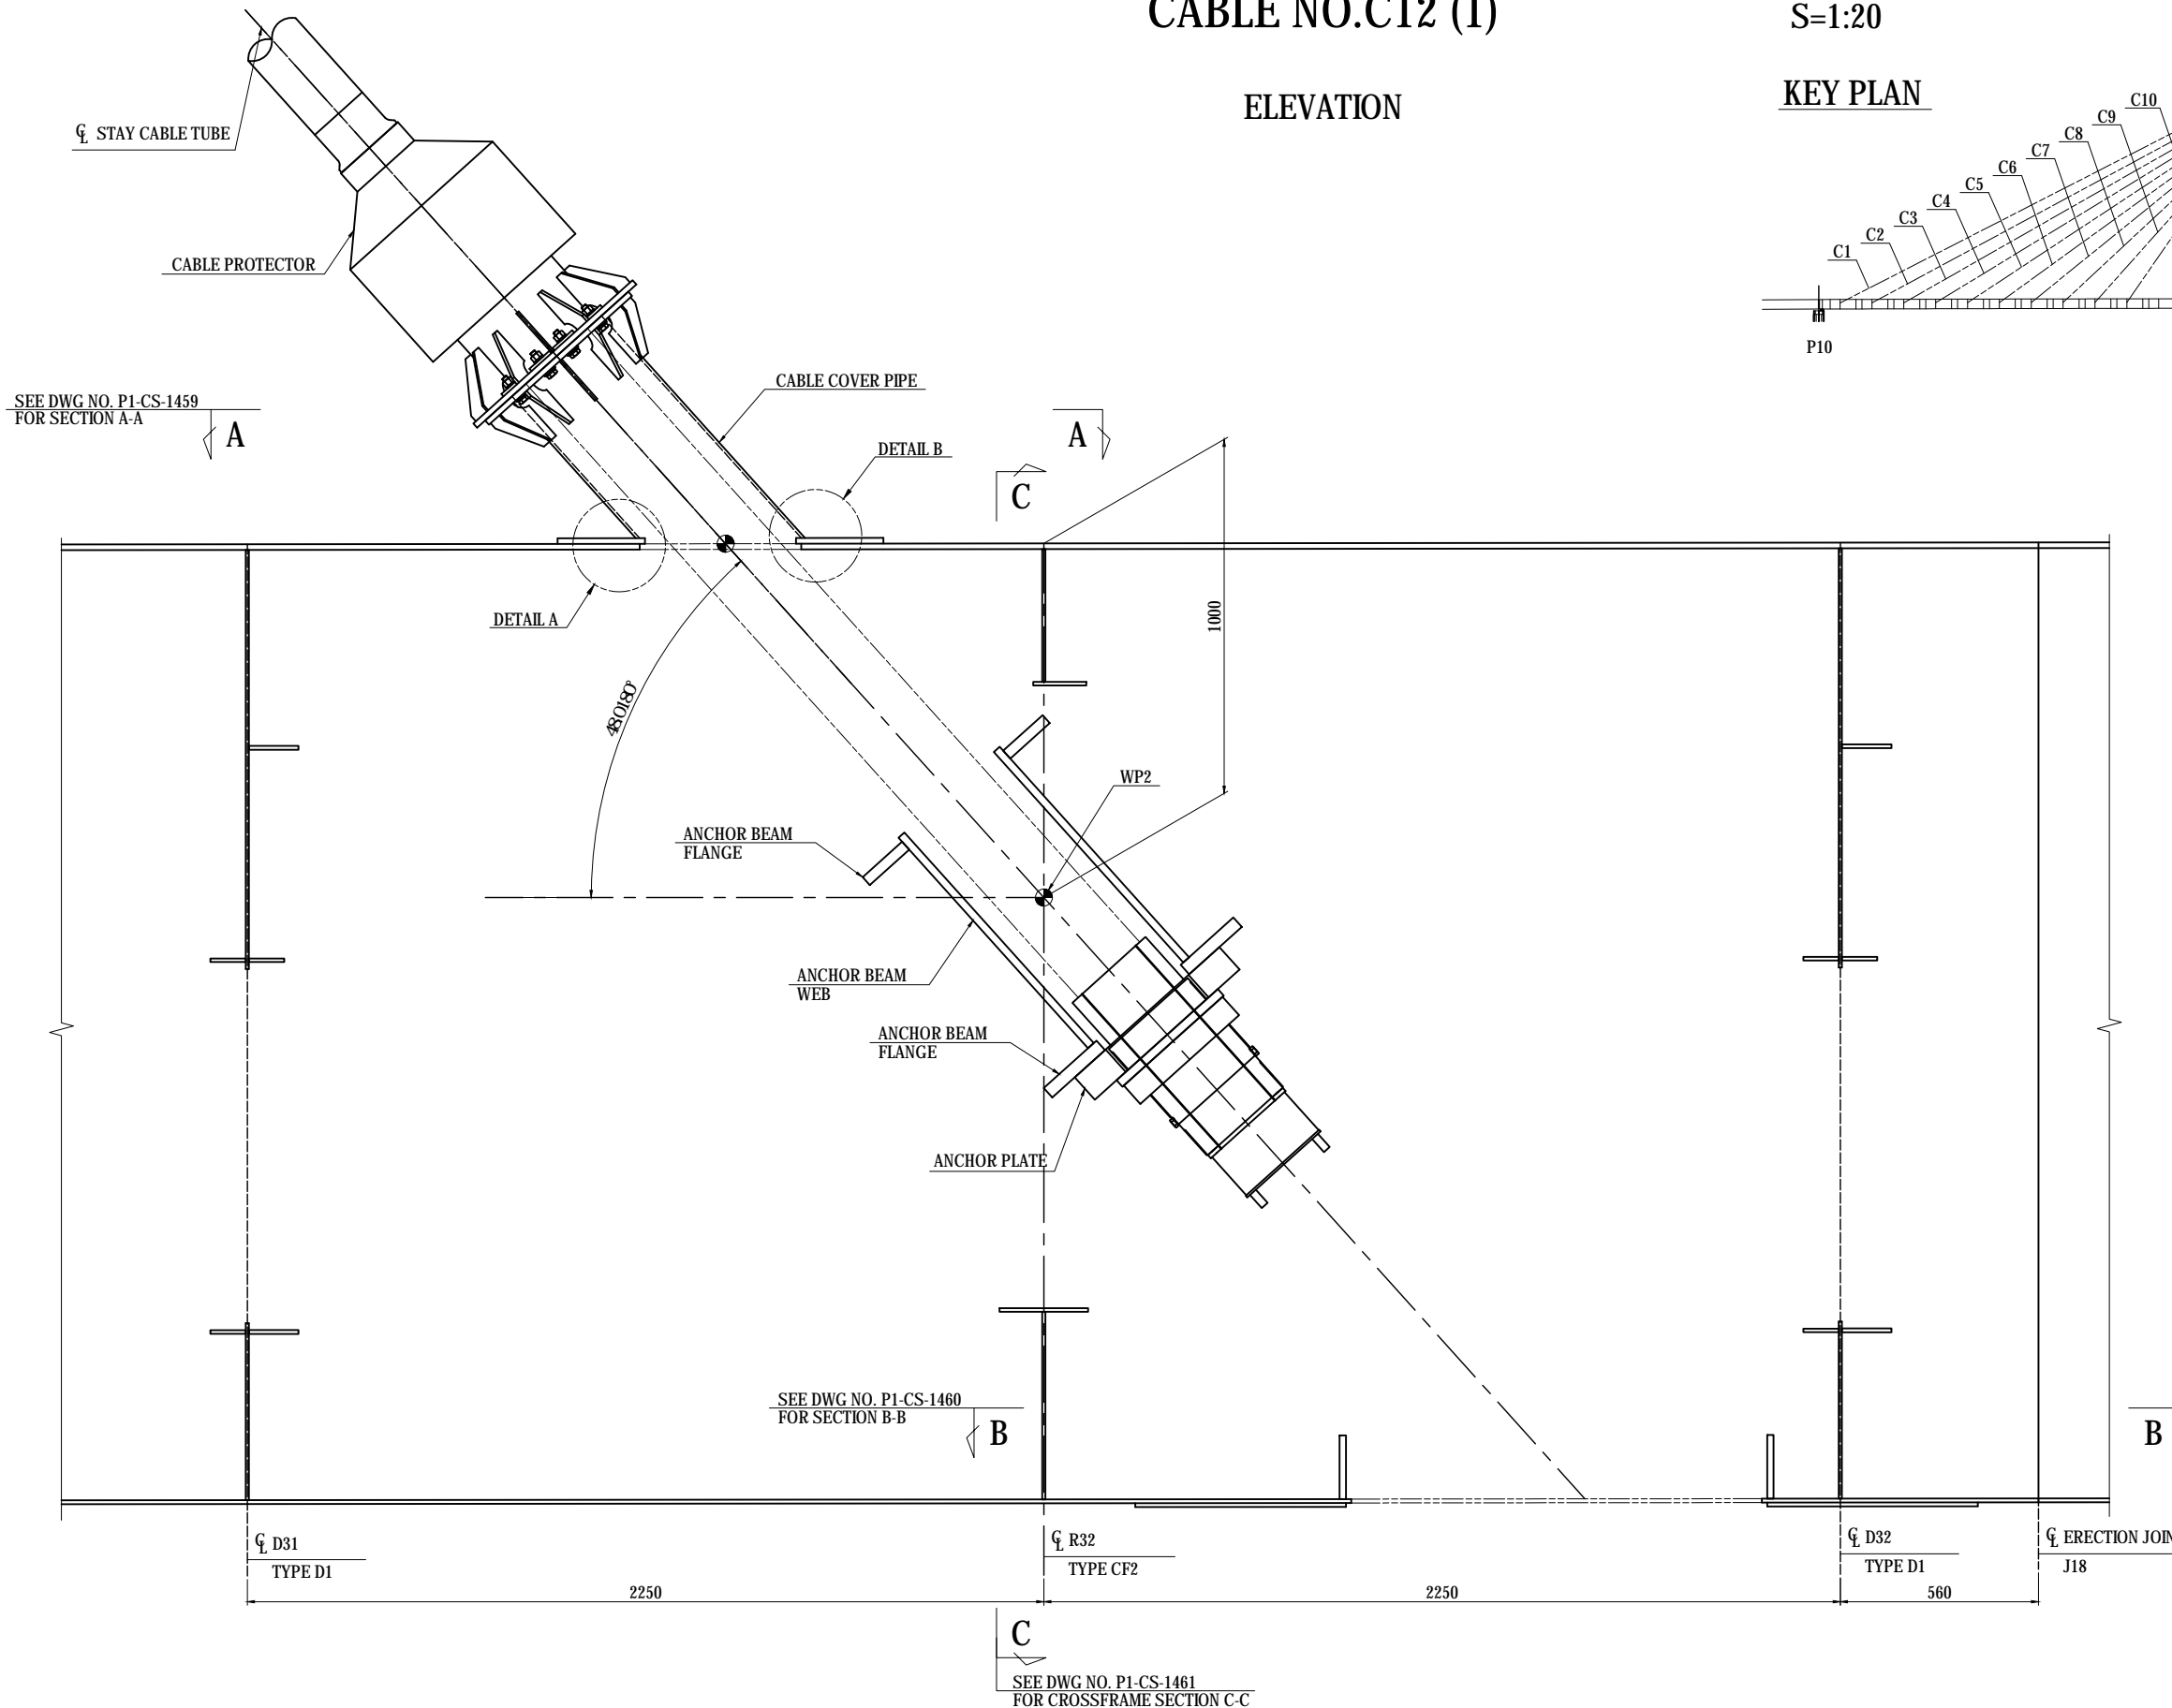 CABLE NO.C12 (1)
S=1:20
ELEVATION
KEY PLAN
C1
C2
C3
C4
C5
C6
C7
C8
C9
C10
P10
℄ STAY CABLE TUBE
CABLE PROTECTOR
CABLE COVER PIPE
SEE DWG NO. P1-CS-1459
FOR SECTION A-A
A
A
DETAIL B
C
DETAIL A
1000
48.0180°
WP2
ANCHOR BEAM
FLANGE
ANCHOR BEAM
WEB
ANCHOR BEAM
FLANGE
ANCHOR PLATE
SEE DWG NO. P1-CS-1460
FOR SECTION B-B
B
B
℄ D31
TYPE D1
℄ R32
TYPE CF2
℄ D32
TYPE D1
℄ ERECTION JOIN
J18
2250
2250
560
C
SEE DWG NO. P1-CS-1461
FOR CROSSFRAME SECTION C-C